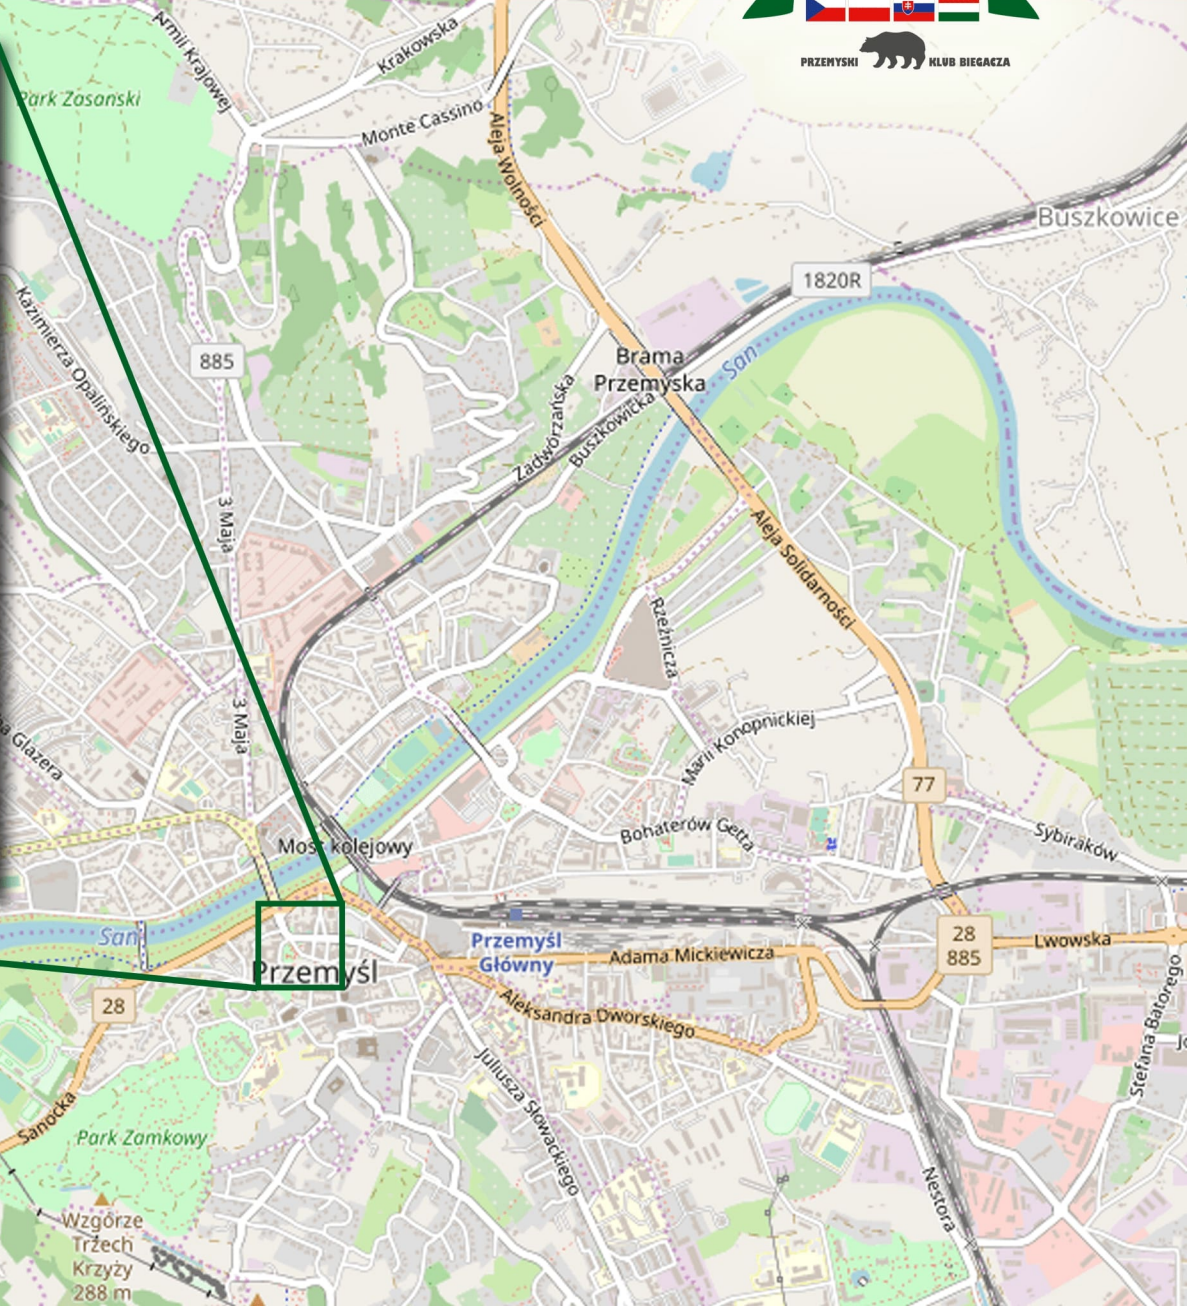 PRZEMYSKI KLUB BIEGACZA
Armii Krajowej
Krakowska
Park Zasański
Monte Cassino
Aleja Wolności
Buszkowice
1820R
Kazimierza Opalińskiego
885
Brama
Przemyska
San
Zadwórzańska
Buszkowicka
3 Maja
Aleja Solidarności
Rzeźnicza
3 Maja
Glazera
Marii Konopnickiej
77
Bohaterów Getta
Sybiraków
Most kolejowy
San
Przemyśl
Przemyśl
Główny
Adama Mickiewicza
28
885
Lwowska
28
Aleksandra Dworskiego
Stefana Batorego
Juliusza Słowackiego
Sanocka
Park Zamkowy
Nestora
Wzgórze
Trzech
Krzyży
288 m